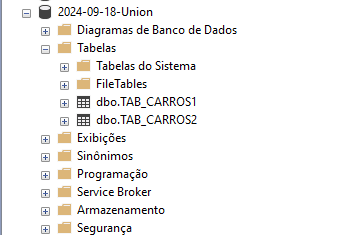 2024-09-18-Union
Diagramas de Banco de Dados
Tabelas
Tabelas do Sistema
FileTables
dbo.TAB_CARROS1
dbo.TAB_CARROS2
Exibições
Sinônimos
Programação
Service Broker
Armazenamento
Segurança